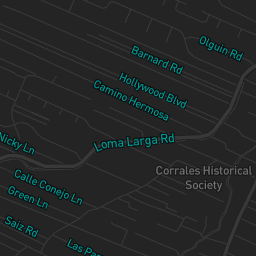 Olguin Rd
Barnard Rd
Hollywood Blvd
Camino Hermosa
Loma Larga Rd
Nicky Ln
Corrales Historical
Society
Calle Conejo Ln
Green Ln
Saiz Rd
Las